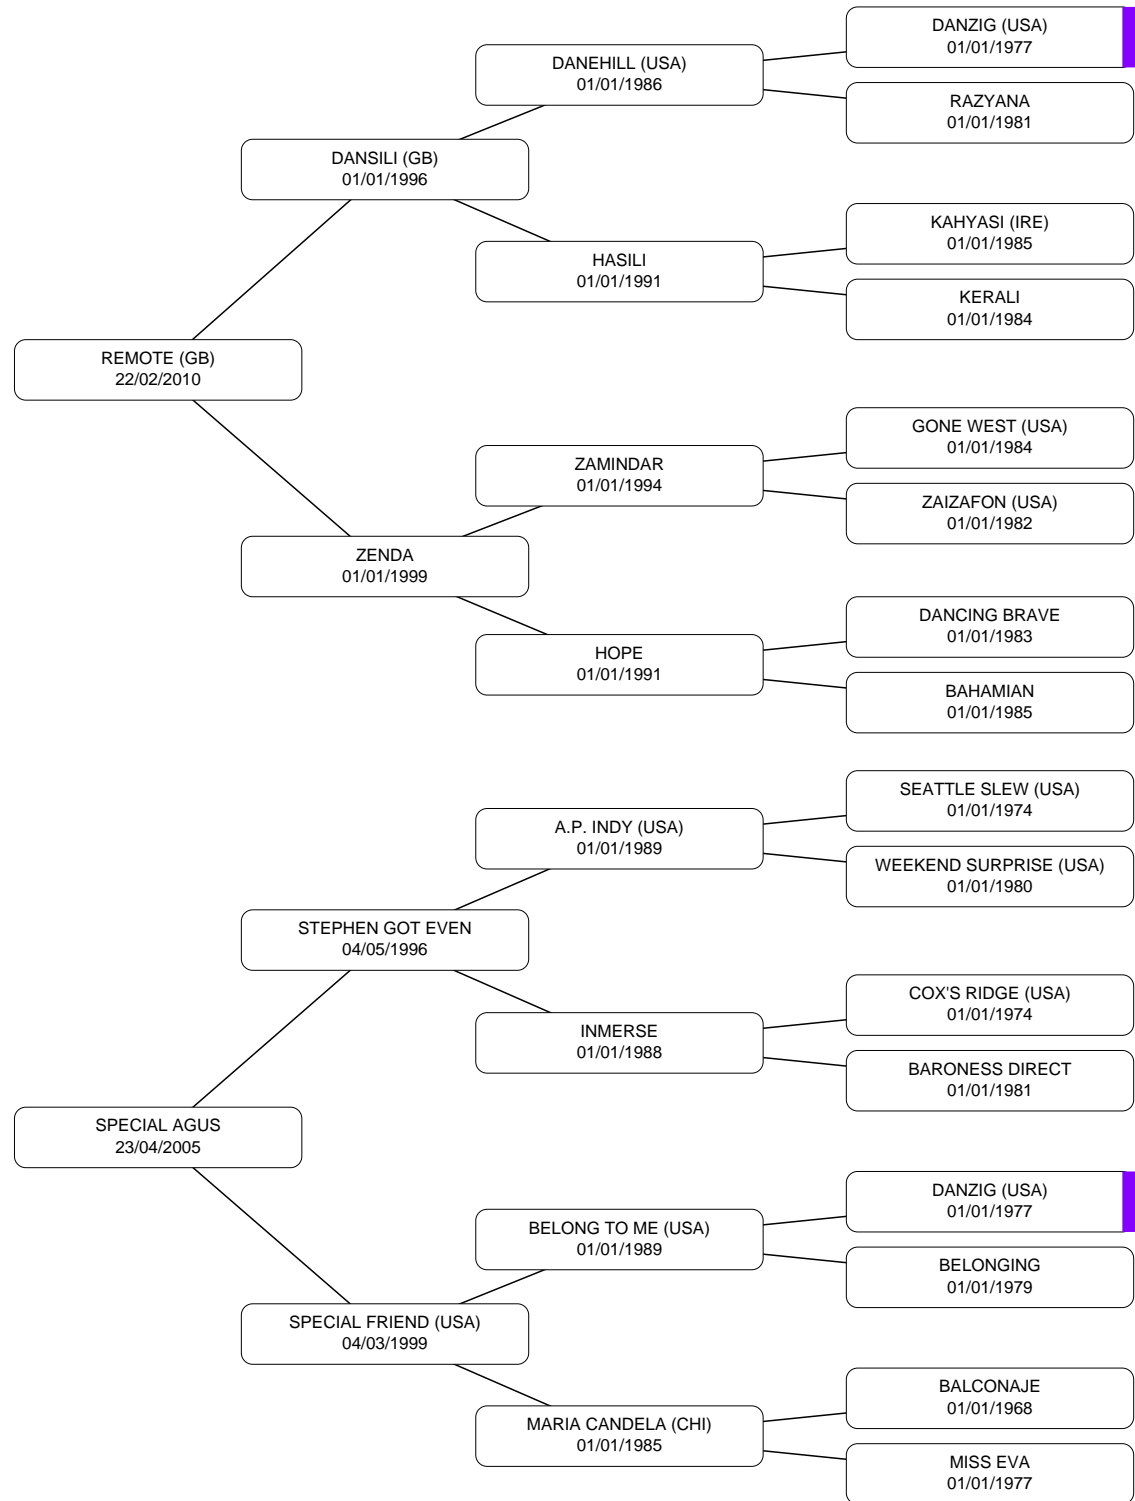 DANZIG (USA)
01/01/1977
DANEHILL (USA)
01/01/1986
RAZYANA
01/01/1981
DANSILI (GB)
01/01/1996
KAHYASI (IRE)
01/01/1985
HASILI
01/01/1991
KERALI
01/01/1984
REMOTE (GB)
22/02/2010
GONE WEST (USA)
01/01/1984
ZAMINDAR
01/01/1994
ZAIZAFON (USA)
01/01/1982
ZENDA
01/01/1999
DANCING BRAVE
01/01/1983
HOPE
01/01/1991
BAHAMIAN
01/01/1985
SEATTLE SLEW (USA)
01/01/1974
A.P. INDY (USA)
01/01/1989
WEEKEND SURPRISE (USA)
01/01/1980
STEPHEN GOT EVEN
04/05/1996
COX'S RIDGE (USA)
01/01/1974
INMERSE
01/01/1988
BARONESS DIRECT
01/01/1981
SPECIAL AGUS
23/04/2005
DANZIG (USA)
01/01/1977
BELONG TO ME (USA)
01/01/1989
BELONGING
01/01/1979
SPECIAL FRIEND (USA)
04/03/1999
BALCONAJE
01/01/1968
MARIA CANDELA (CHI)
01/01/1985
MISS EVA
01/01/1977